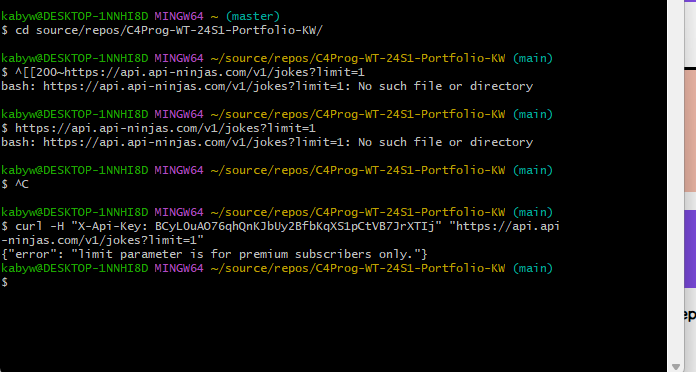 kabyw@DESKTOP-1NNHI8D MINGW64 ~ (master)
$ cd source/repos/C4Prog-WT-24S1-Portfolio-KW/
kabyw@DESKTOP-1NNHI8D MINGW64 ~/source/repos/C4Prog-WT-24S1-Portfolio-KW (main)
$ ^[[200~https://api.api-ninjas.com/v1/jokes?limit=1
bash: https://api.api-ninjas.com/v1/jokes?limit=1: No such file or directory
kabyw@DESKTOP-1NNHI8D MINGW64 ~/source/repos/C4Prog-WT-24S1-Portfolio-KW (main)
$ https://api.api-ninjas.com/v1/jokes?limit=1
bash: https://api.api-ninjas.com/v1/jokes?limit=1: No such file or directory
kabyw@DESKTOP-1NNHI8D MINGW64 ~/source/repos/C4Prog-WT-24S1-Portfolio-KW (main)
$ ^C
kabyw@DESKTOP-1NNHI8D MINGW64 ~/source/repos/C4Prog-WT-24S1-Portfolio-KW (main)
$ curl -H "X-Api-Key: BCyLOuAO76qhQnKJbUy2BfbKqXS1pCtVB7JrXTIj" "https://api.api
-ninjas.com/v1/jokes?limit=1"
{"error": "limit parameter is for premium subscribers only."}
kabyw@DESKTOP-1NNHI8D MINGW64 ~/source/repos/C4Prog-WT-24S1-Portfolio-KW (main)
$
ep